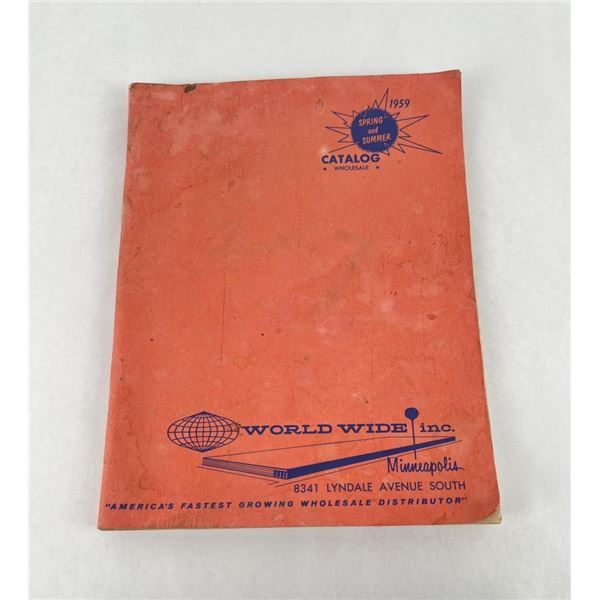 1959
SPRING
and
SUMMER
CATALOG
• WHOLESALE •
WORLD WIDE inc.
Minneapolis
8341 LYNDALE AVENUE SOUTH
"AMERICA'S FASTEST GROWING WHOLESALE DISTRIBUTOR"